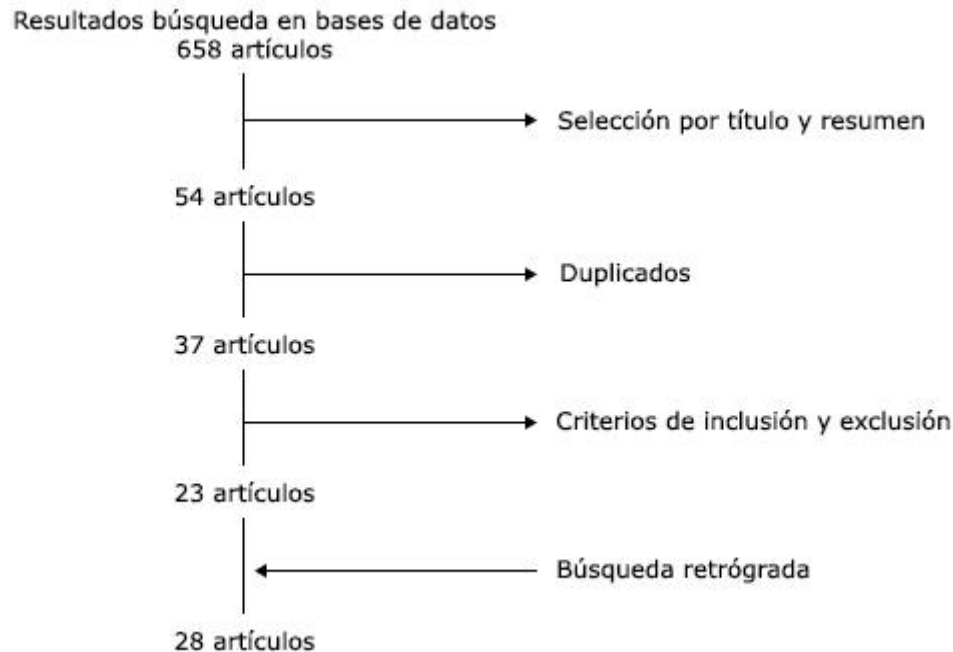 Resultados búsqueda en bases de datos
658 artículos
Selección por título y resumen
54 artículos
Duplicados
37 artículos
Criterios de inclusión y exclusión
23 artículos
Búsqueda retrógrada
28 artículos